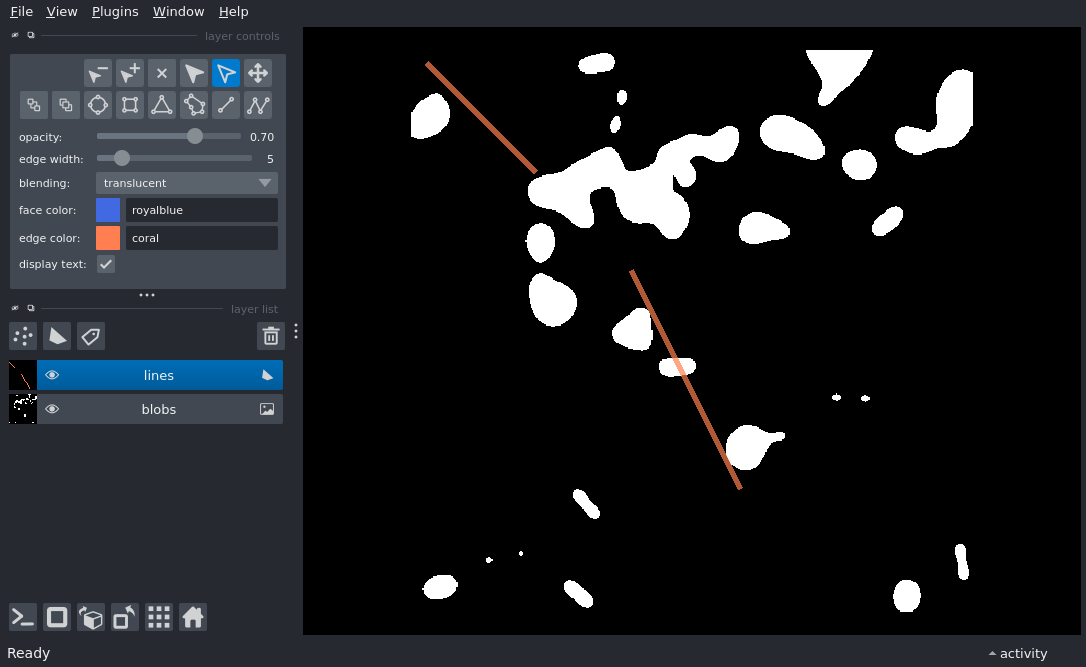 File View Plugins Window Help
layer controls
opacity: 0.70
edge width: 5
blending: translucent
face color: royalblue
edge color: coral
display text:
layer list
lines
blobs
Ready
activity